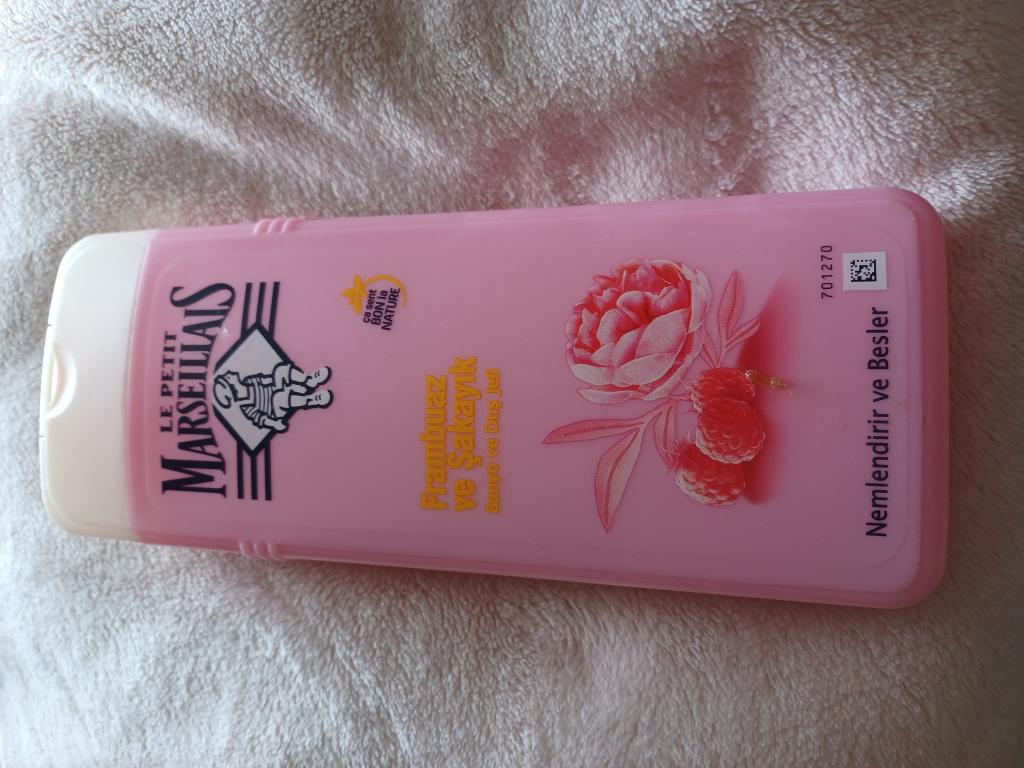 LE PETIT
MARSEILLAIS
ça sent
BON la
NATURE
Frambuaz
ve Şakayık
Banyo ve Duş Jeli
701270
Nemlendirir ve Besler